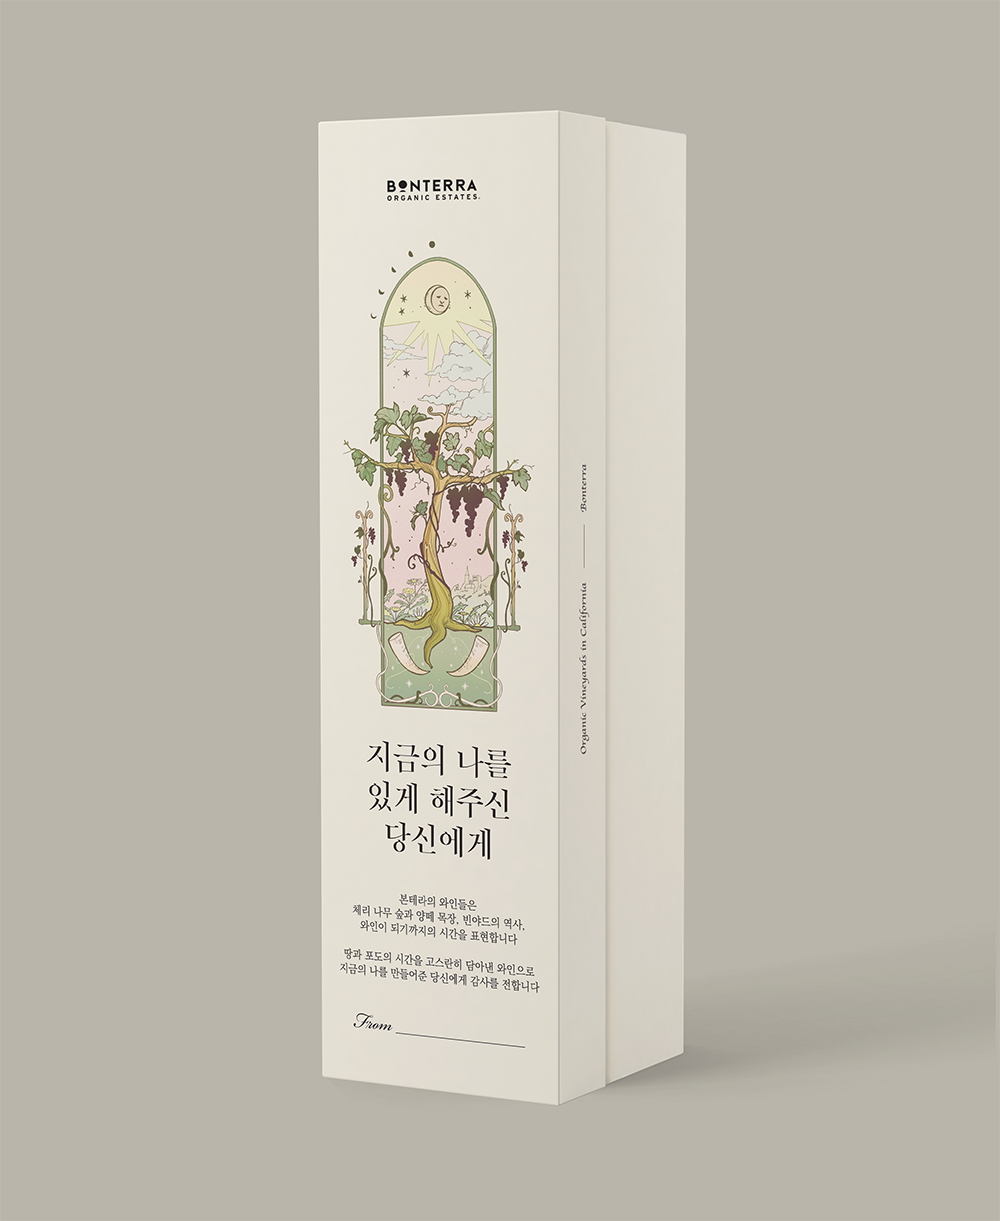 BONTERRA
ORGANIC ESTATES.
지금의 나를
있게 해주신
당신에게
본테라의 와인들은
체리 나무 숲과 양떼 목장, 빈야드의 역사,
와인이 되기까지의 시간을 표현합니다
땅과 포도의 시간을 고스란히 담아낸 와인으로
지금의 나를 만들어준 당신에게 감사를 전합니다
From
Organic Vineyards in California — Bonterra